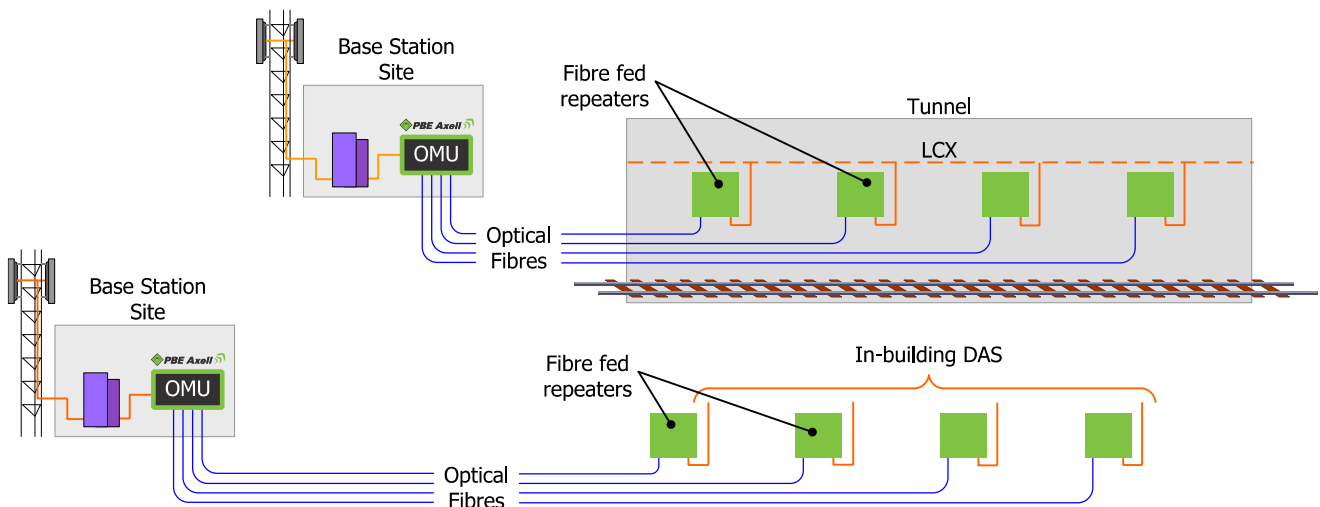 Base Station
Site
PBE Axell
OMU
Fibre fed
repeaters
Tunnel
LCX
Optical
Fibres
Base Station
Site
PBE Axell
OMU
Fibre fed
repeaters
In-building DAS
Optical
Fibres